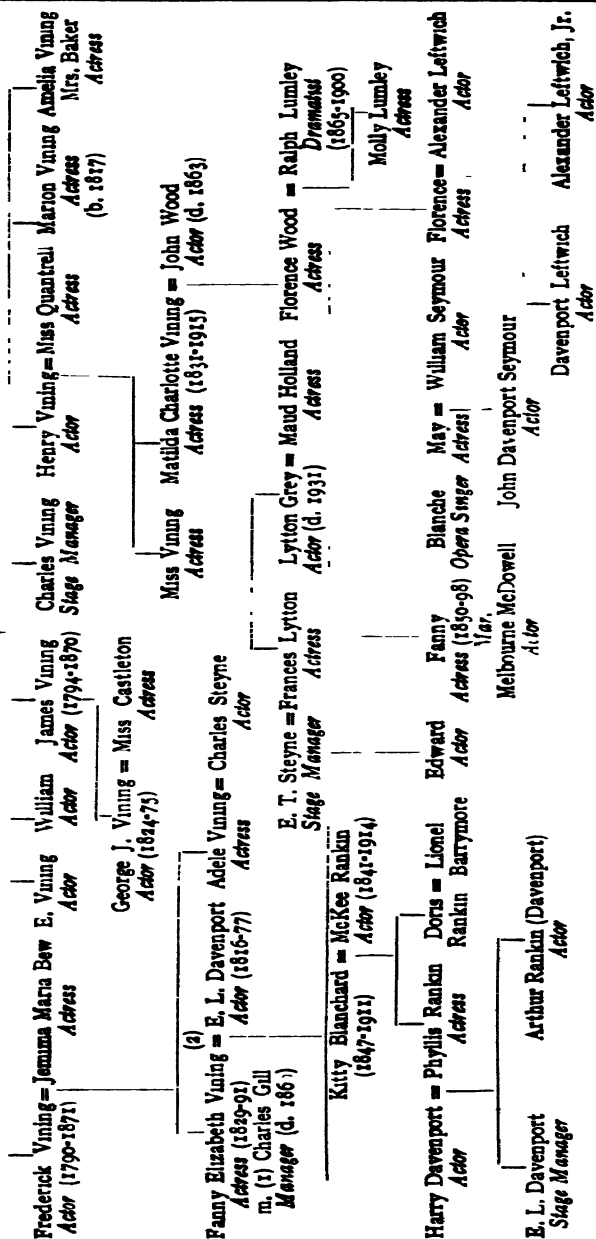 Frederick Vining = Jemima Maria Bew
Actor (1790-1871) Actress
E. Vining
Actor
William
Actor
James Vining
Actor (1794-1870)
Charles Vining
Stage Manager
Henry Vining = Miss Quantrell
Actor Actress
Marion Vining
Actress
(b. 1817)
Amelia Vining
Mrs. Baker
Actress
George J. Vining = Miss Castleton
Actor (1824-75) Actress
Miss Vining
Actress
Matilda Charlotte Vining = John Wood
Actress (1831-1915) Actor (d. 1863)
(2)
Fanny Elizabeth Vining = E. L. Davenport
Actress (1829-91) Actor (1816-77)
m. (1) Charles Gill
Manager (d. 186 )
Adele Vining = Charles Steyne
Actress Actor
E. T. Steyne = Frances Lytton
Stage Manager Actress
Lytton Grey = Maud Holland
Actor (d. 1931) Actress
Florence Wood = Ralph Lumley
Actress Dramatist
(1865-1900)
Molly Lumley
Actress
Kitty Blanchard = McKee Rankin
(1847-1911) Actor (1841-1914)
Edward
Actor
Fanny
Actress (1850-98)
Mar.
Melbourne McDowell
Actor
Blanche
Opera Singer
May = William Seymour
Actress Actor
Florence = Alexander Leftwich
Actress Actor
Harry Davenport = Phyllis Rankin
Actor Actress
Doris = Lionel
Rankin Barrymore
John Davenport Seymour
Actor
Davenport Leftwich
Actor
Alexander Leftwich, Jr.
E. L. Davenport
Stage Manager
Arthur Rankin (Davenport)
Actor